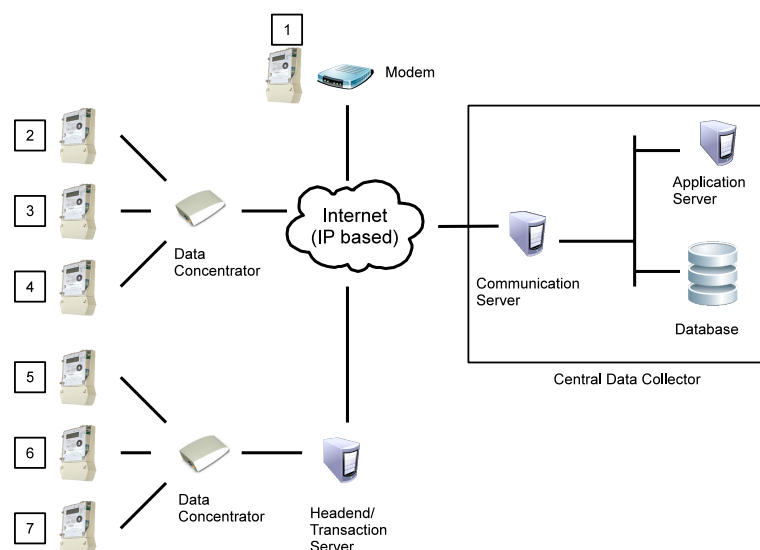 1
Modem
2
3
4
Data
Concentrator
Internet
(IP based)
Communication
Server
Application
Server
Database
Central Data Collector
5
6
7
Data
Concentrator
Headend/
Transaction
Server